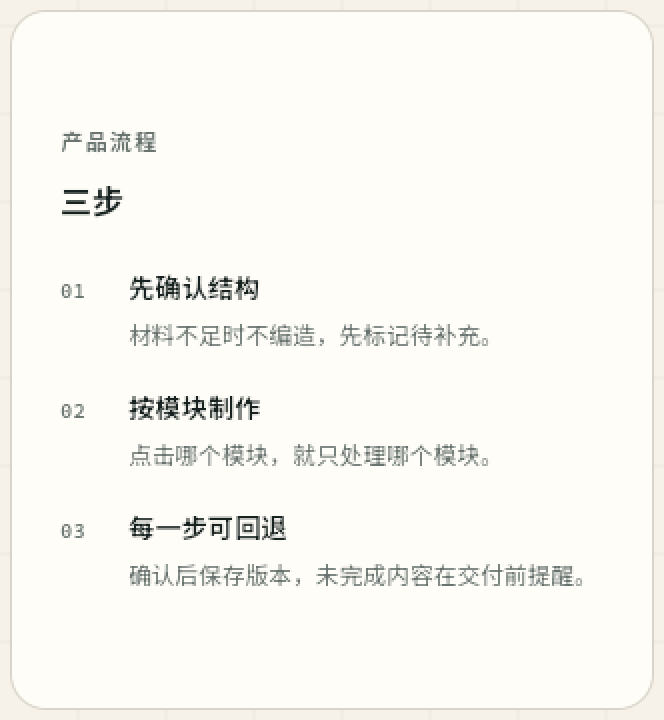 产品流程
三步
01 先确认结构
材料不足时不编造，先标记待补充。
02 按模块制作
点击哪个模块，就只处理哪个模块。
03 每一步可回退
确认后保存版本，未完成内容在交付前提醒。